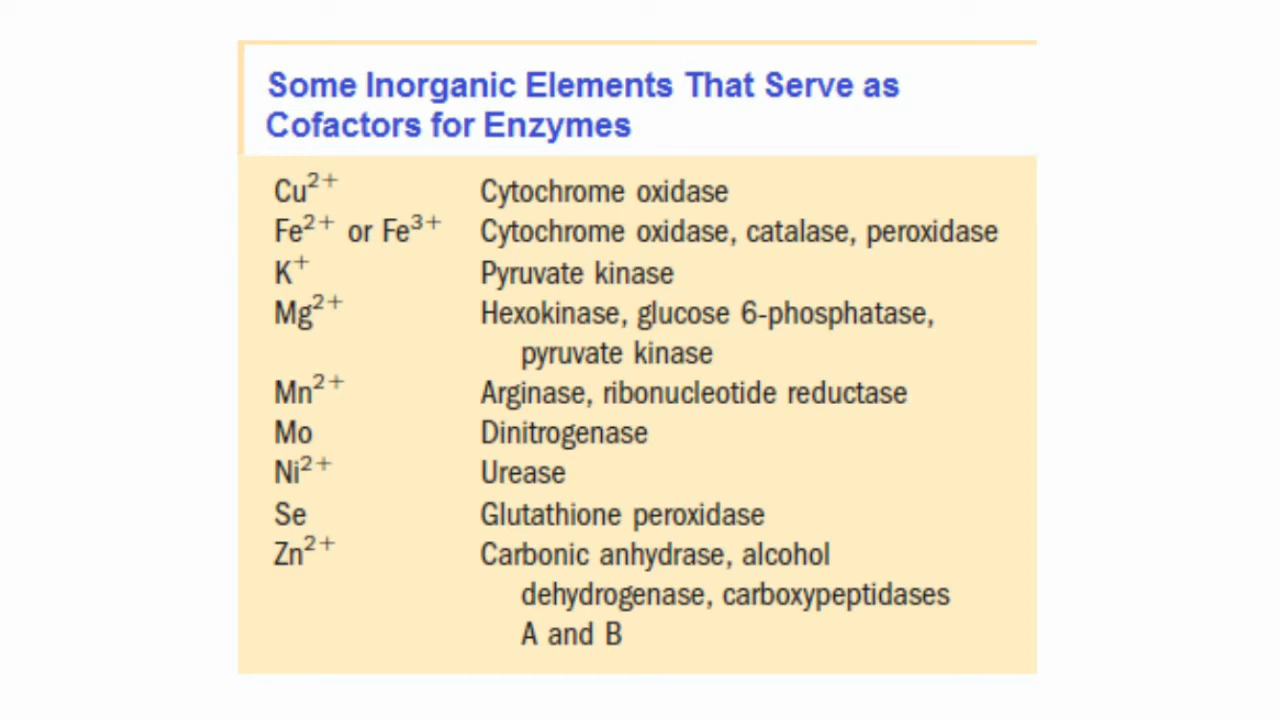 Some Inorganic Elements That Serve as
Cofactors for Enzymes
Cu²⁺ Cytochrome oxidase
Fe²⁺ or Fe³⁺ Cytochrome oxidase, catalase, peroxidase
K⁺ Pyruvate kinase
Mg²⁺ Hexokinase, glucose 6-phosphatase,
pyruvate kinase
Mn²⁺ Arginase, ribonucleotide reductase
Mo Dinitrogenase
Ni²⁺ Urease
Se Glutathione peroxidase
Zn²⁺ Carbonic anhydrase, alcohol
dehydrogenase, carboxypeptidases
A and B